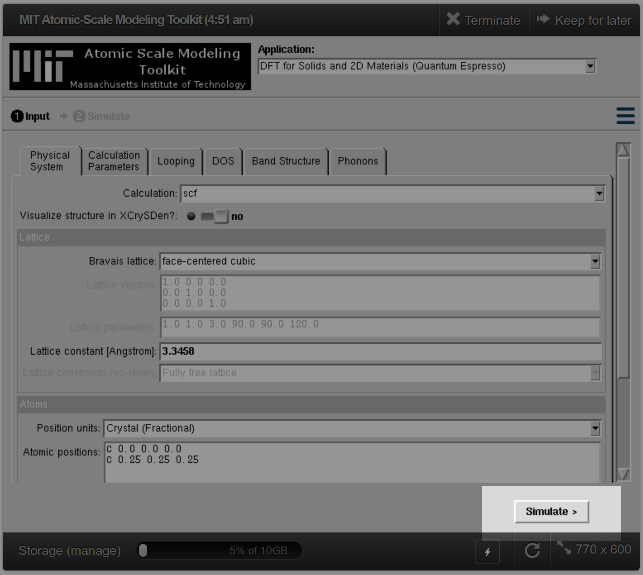 MIT Atomic-Scale Modeling Toolkit (4:51 am)
Terminate
Keep for later
MIT
Atomic Scale Modeling
Toolkit
Massachusetts Institute of Technology
Application:
DFT for Solids and 2D Materials (Quantum Espresso)
1 Input → 2 Simulate
Physical
System
Calculation
Parameters
Looping
DOS
Band Structure
Phonons
Calculation: scf
Visualize structure in XCrySDen?: no
Lattice
Bravais lattice: face-centered cubic
Lattice vectors: 1.0 0.0 0.0
0.0 1.0 0.0
0.0 0.0 1.0
Lattice parameters: 1.0 1.0 3.0 90.0 90.0 120.0
Lattice constant [Angstrom]: 3.3458
Lattice constraints (vc-relax): Fully free lattice
Atoms
Position units: Crystal (Fractional)
Atomic positions: C 0.0 0.0 0.0
C 0.25 0.25 0.25
Simulate >
Storage (manage)
5% of 10GB
770 x 600